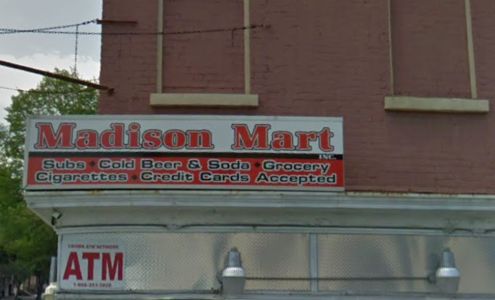 Madison Mart
INC.
Subs • Cold Beer & Soda • Grocery
Cigarettes • Credit Cards Accepted
ATM